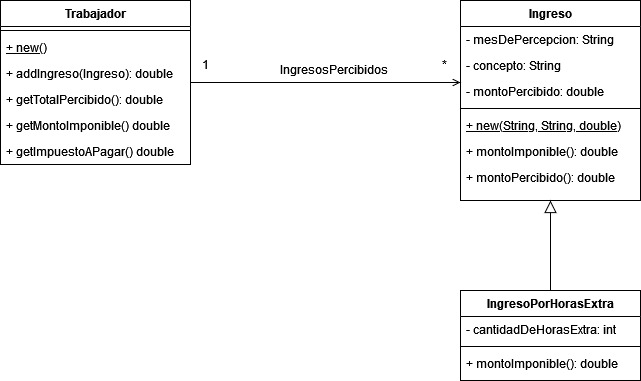 Trabajador
+ new()
+ addIngreso(Ingreso): double
+ getTotalPercibido(): double
+ getMontoImponible() double
+ getImpuestoAPagar() double
1
IngresosPercibidos
*
Ingreso
- mesDePercepcion: String
- concepto: String
- montoPercibido: double
+ new(String, String, double)
+ montoImponible(): double
+ montoPercibido(): double
IngresoPorHorasExtra
- cantidadDeHorasExtra: int
+ montoImponible(): double